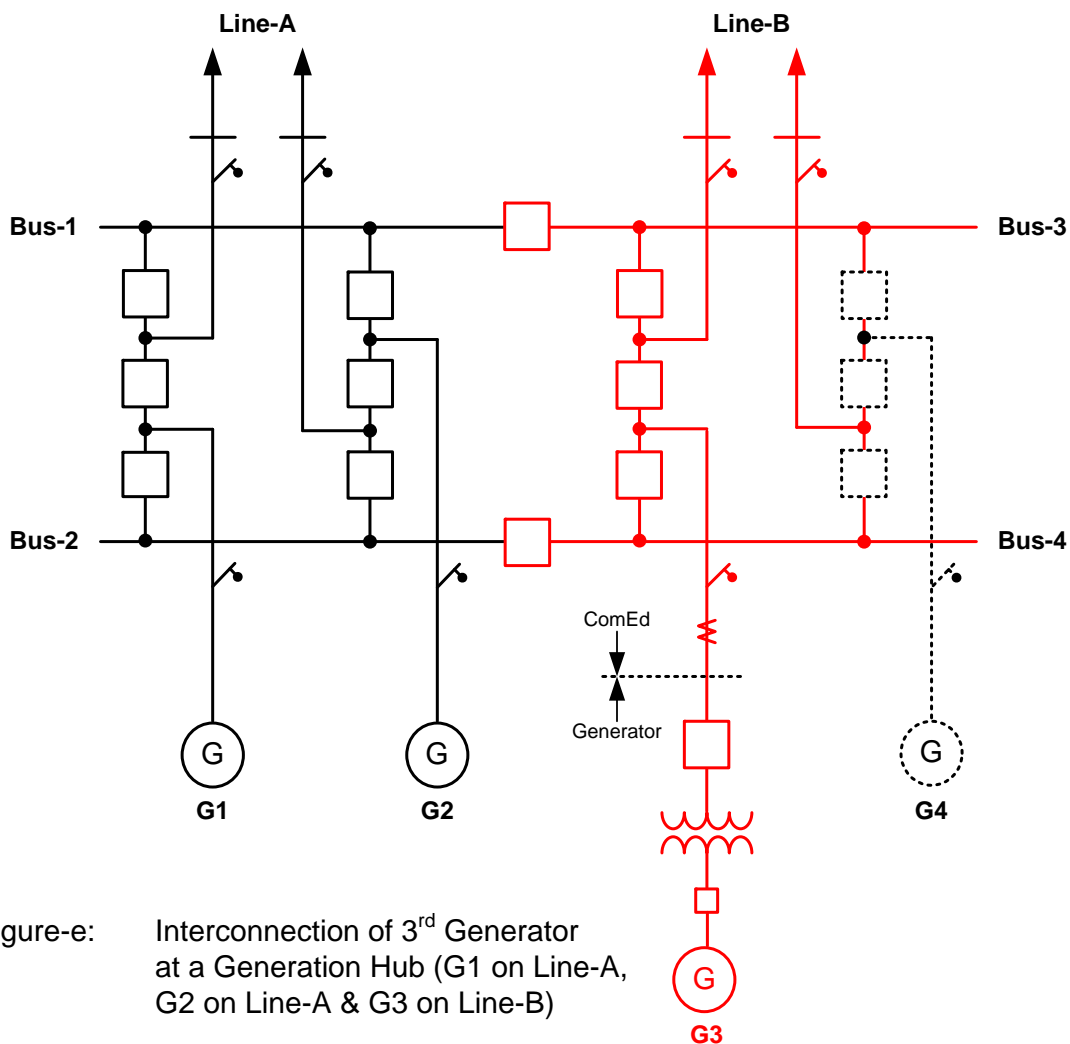 Line-A
Line-B
Bus-1
Bus-3
Bus-2
Bus-4
ComEd
Generator
G
G
G
G1
G2
G4
G
G3
gure-e: Interconnection of 3rd Generator
at a Generation Hub (G1 on Line-A,
G2 on Line-A & G3 on Line-B)